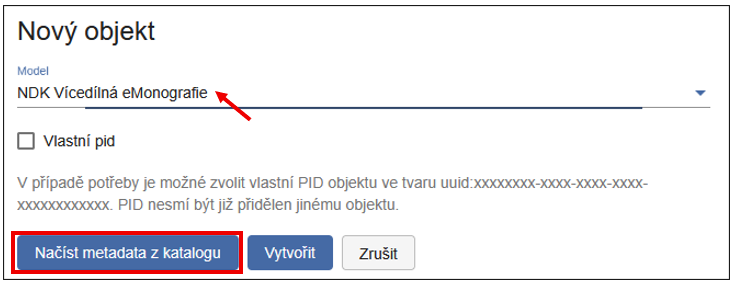 Nový objekt
Model
NDK Vícedílná eMonografie
Vlastní pid
V případě potřeby je možné zvolit vlastní PID objektu ve tvaru uuid:xxxxxxxx-xxxx-xxxx-xxxx-
xxxxxxxxxxxx. PID nesmí být již přidělen jinému objektu.
Načíst metadata z katalogu Vytvořit Zrušit